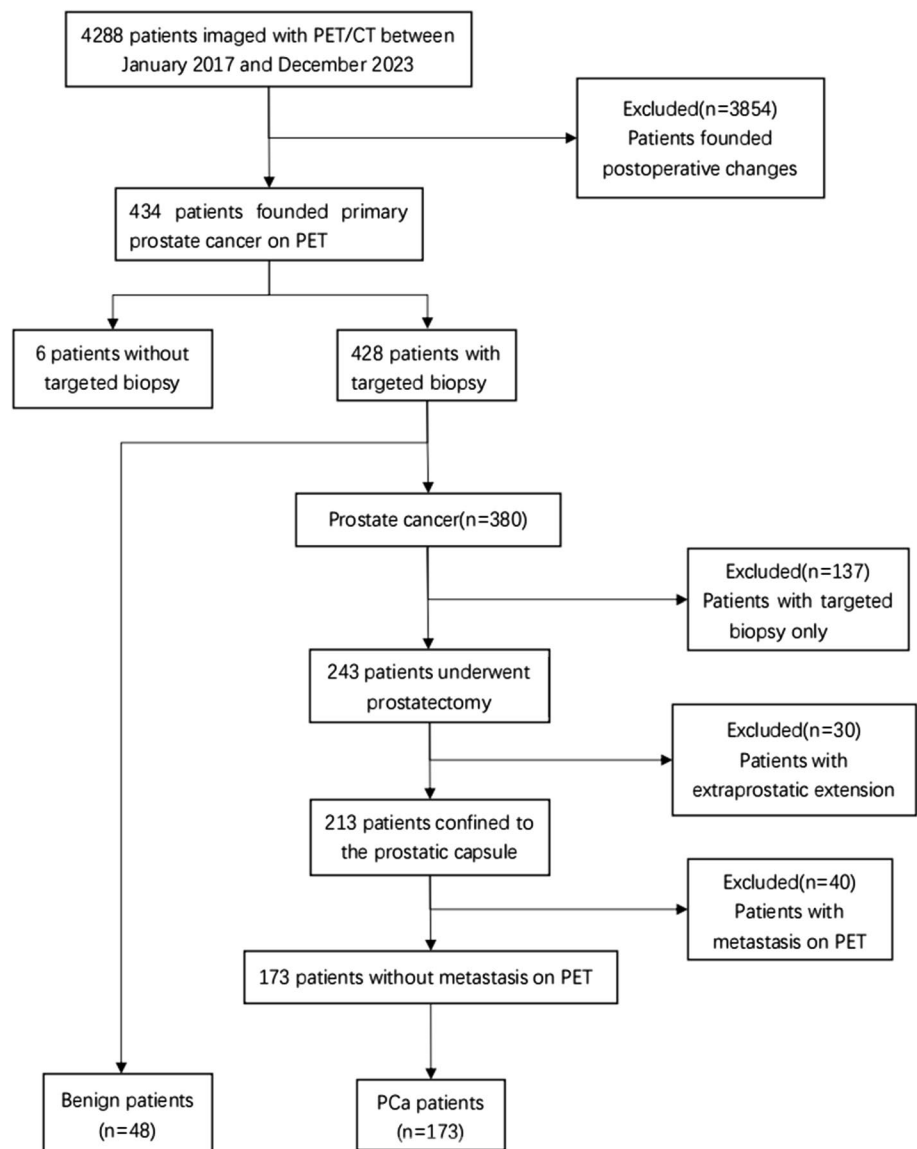 4288 patients imaged with PET/CT between
January 2017 and December 2023
Excluded(n=3854)
Patients founded
postoperative changes
434 patients founded primary
prostate cancer on PET
6 patients without
targeted biopsy
428 patients with
targeted biopsy
Prostate cancer(n=380)
Excluded(n=137)
Patients with targeted
biopsy only
243 patients underwent
prostatectomy
Excluded(n=30)
Patients with
extraprostatic extension
213 patients confined to
the prostatic capsule
Excluded(n=40)
Patients with
metastasis on PET
173 patients without metastasis on PET
Benign patients
(n=48)
PCa patients
(n=173)